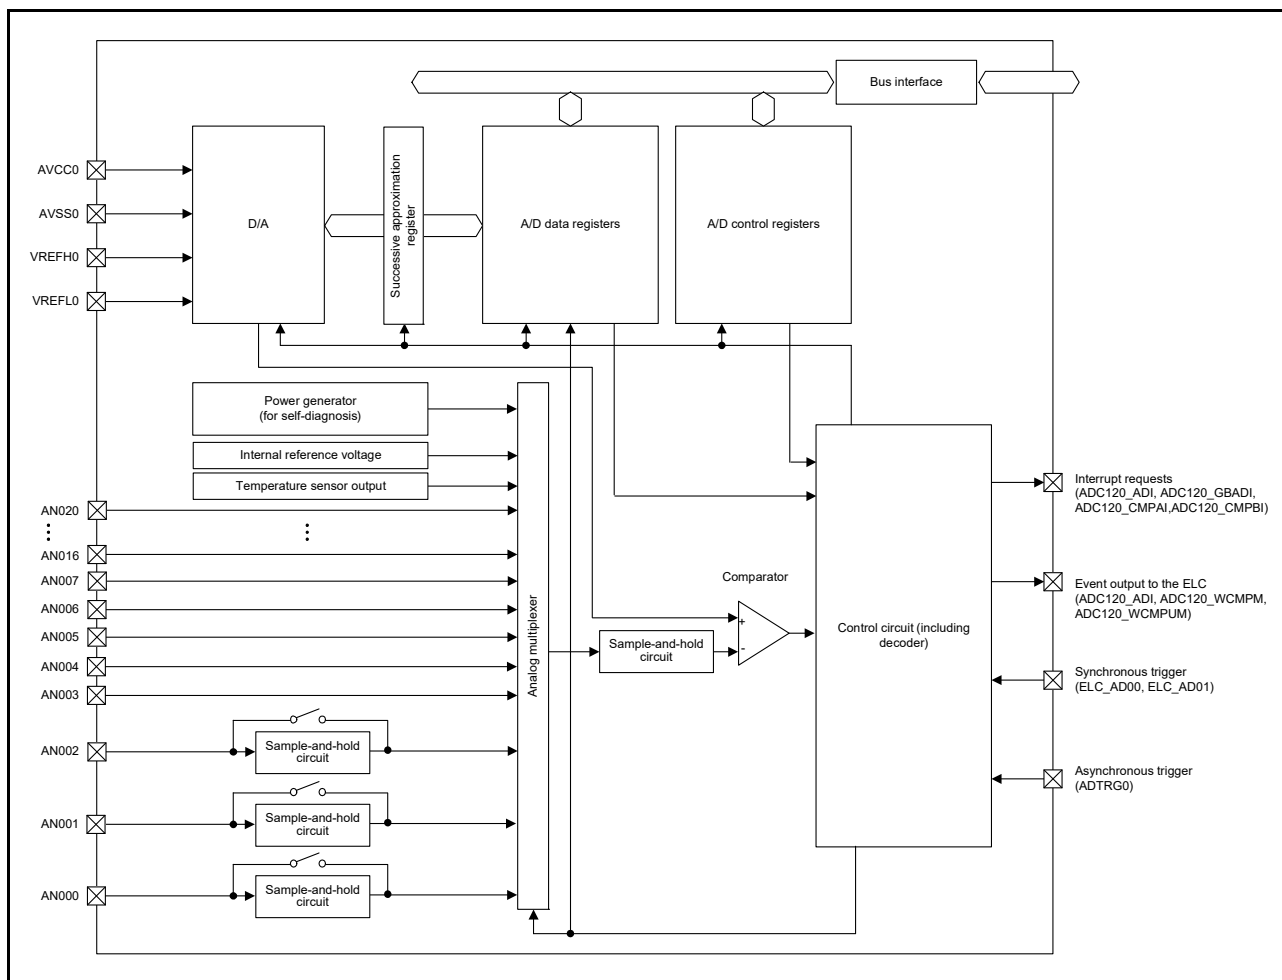 Bus interface
AVCC0
AVSS0
VREFH0
VREFL0
D/A
Successive approximation
register
A/D data registers
A/D control registers
Power generator
(for self-diagnosis)
Internal reference voltage
Temperature sensor output
AN020
AN016
AN007
AN006
AN005
AN004
AN003
AN002
AN001
AN000
Sample-and-hold
circuit
Sample-and-hold
circuit
Sample-and-hold
circuit
Analog multiplexer
Sample-and-hold
circuit
Comparator
+
-
Control circuit (including
decoder)
Interrupt requests
(ADC120_ADI, ADC120_GBADI,
ADC120_CMPAI,ADC120_CMPBI)
Event output to the ELC
(ADC120_ADI, ADC120_WCMPM,
ADC120_WCMPUM)
Synchronous trigger
(ELC_AD00, ELC_AD01)
Asynchronous trigger
(ADTRG0)